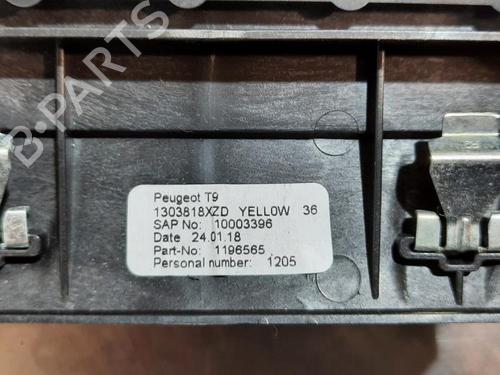 B-PARTS
Peugeot T9
1303818XZD YELLOW 36
SAP No: 10003396
Date 24.01.18
Part-No: 1196565
Personal number: 1205